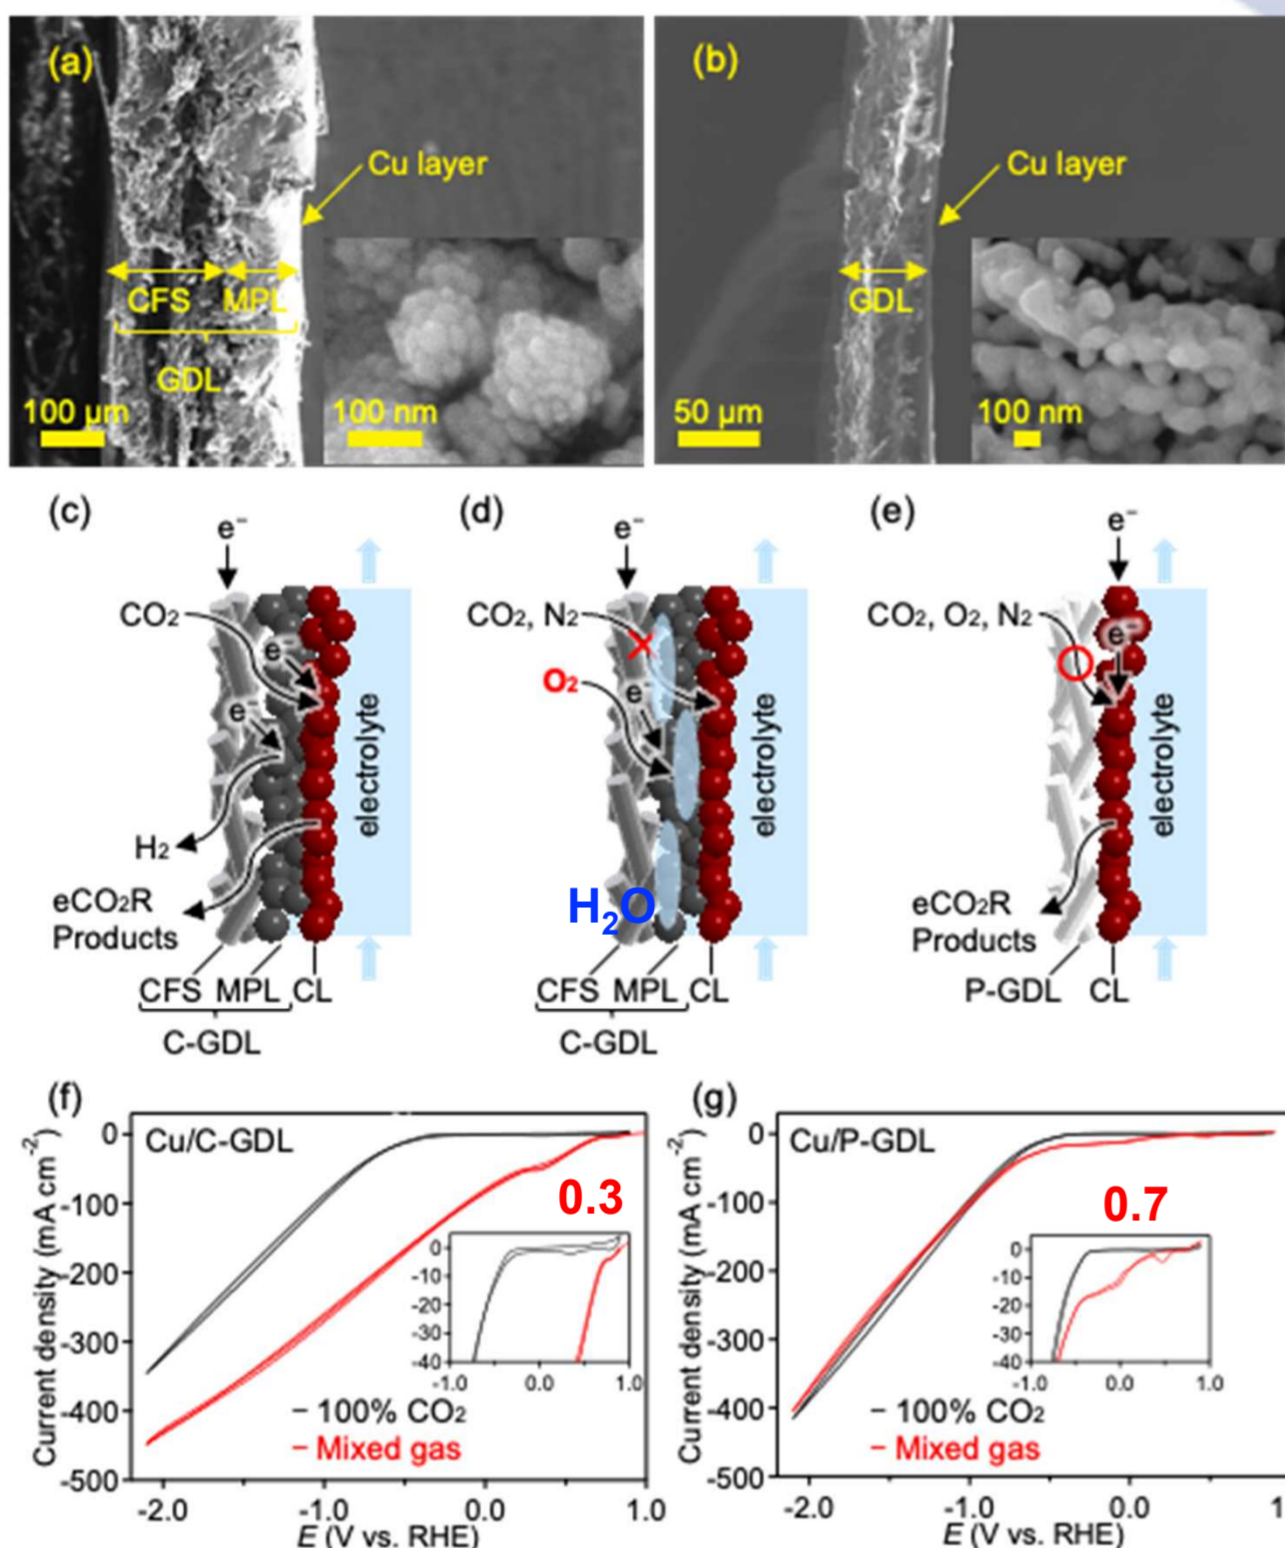 (a)
Cu layer
CFS MPL
GDL
100 µm
100 nm
(b)
Cu layer
GDL
50 µm
100 nm
(c)
e⁻
CO₂
e⁻
e⁻
H₂
eCO₂R
Products
electrolyte
CFS MPL CL
C-GDL
(d)
e⁻
CO₂, N₂
O₂
e⁻
H₂O
electrolyte
CFS MPL CL
C-GDL
(e)
e⁻
CO₂, O₂, N₂
e⁻
eCO₂R
Products
electrolyte
P-GDL CL
(f)
Cu/C-GDL
0.3
Current density (mA cm⁻²)
0
-100
-200
-300
-400
-500
0
-10
-20
-30
-40
-1.0 0.0 1.0
– 100% CO₂
– Mixed gas
-2.0 -1.0 0.0 1.0
E (V vs. RHE)
(g)
Cu/P-GDL
0.7
Current density (mA cm⁻²)
0
-100
-200
-300
-400
-500
0
-10
-20
-30
-40
-1.0 0.0 1.0
– 100% CO₂
– Mixed gas
-2.0 -1.0 0.0 1
E (V vs. RHE)